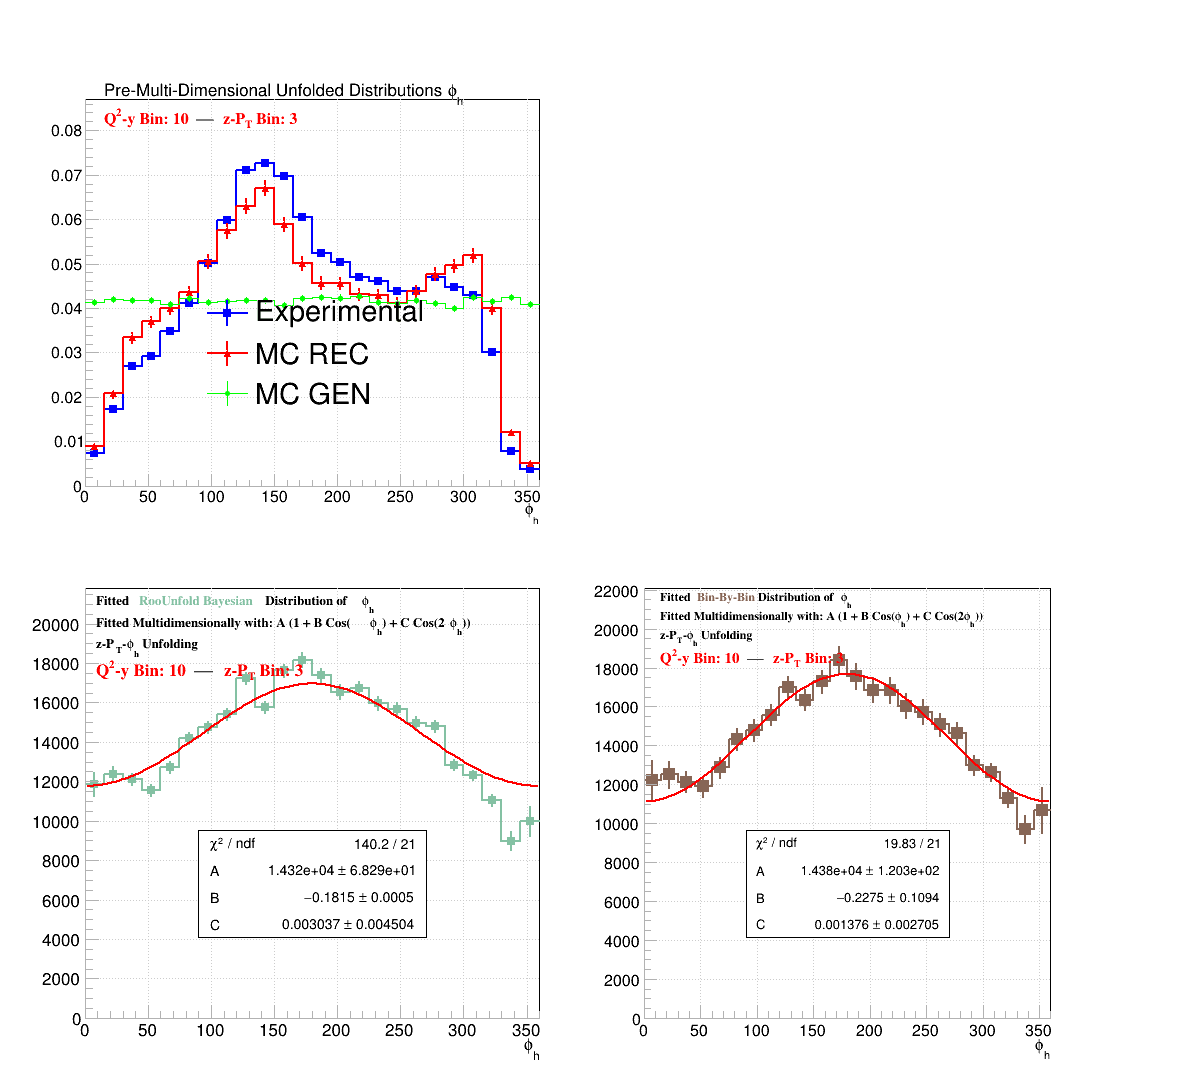 Pre-Multi-Dimensional Unfolded Distributions ϕh
Q²-y Bin: 10 — z-PT Bin: 3
0.08
0.07
0.06
0.05
0.04
0.03
0.02
0.01
0
Experimental
MC REC
MC GEN
0 50 100 150 200 250 300 350
ϕh
Fitted RooUnfold Bayesian Distribution of ϕh
Fitted Multidimensionally with: A (1 + B Cos( ϕh) + C Cos(2 ϕh))
z-PT-ϕh Unfolding
Q²-y Bin: 10 — z-PT Bin: 3
20000
18000
16000
14000
12000
10000
8000
6000
4000
2000
0
χ² / ndf 140.2 / 21
A 1.432e+04 ± 6.829e+01
B −0.1815 ± 0.0005
C 0.003037 ± 0.004504
0 50 100 150 200 250 300 350
ϕh
Fitted Bin-By-Bin Distribution of ϕh
Fitted Multidimensionally with: A (1 + B Cos(ϕh) + C Cos(2ϕh))
z-PT-ϕh Unfolding
Q²-y Bin: 10 — z-PT Bin: 3
22000
20000
18000
16000
14000
12000
10000
8000
6000
4000
2000
0
χ² / ndf 19.83 / 21
A 1.438e+04 ± 1.203e+02
B −0.2275 ± 0.1094
C 0.001376 ± 0.002705
0 50 100 150 200 250 300 350
ϕh